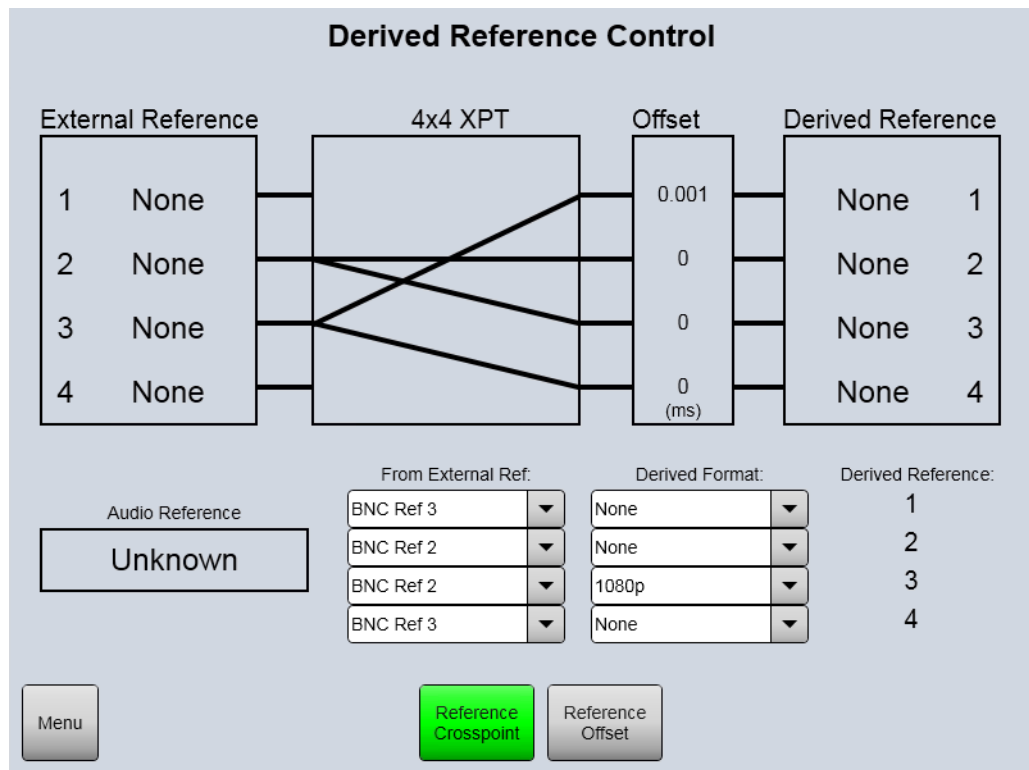 Derived Reference Control
External Reference 4x4 XPT Offset Derived Reference
1 None 0.001 None 1
2 None 0 None 2
3 None 0 None 3
4 None 0 None 4
(ms)
From External Ref: Derived Format: Derived Reference:
BNC Ref 3 None 1
Audio Reference
BNC Ref 2 None 2
Unknown
BNC Ref 2 1080p 3
BNC Ref 3 None 4
Menu
Reference
Crosspoint
Reference
Offset